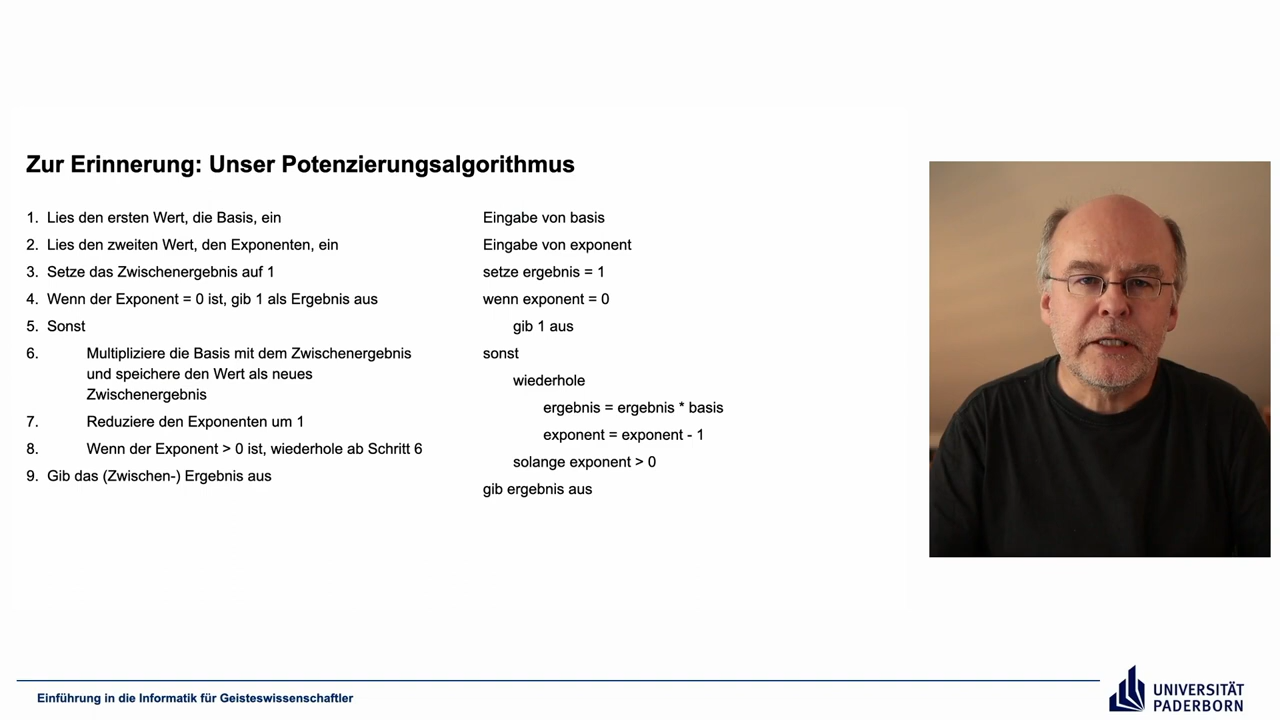 Zur Erinnerung: Unser Potenzierungsalgorithmus
1. Lies den ersten Wert, die Basis, ein
2. Lies den zweiten Wert, den Exponenten, ein
3. Setze das Zwischenergebnis auf 1
4. Wenn der Exponent = 0 ist, gib 1 als Ergebnis aus
5. Sonst
6. Multipliziere die Basis mit dem Zwischenergebnis
und speichere den Wert als neues
Zwischenergebnis
7. Reduziere den Exponenten um 1
8. Wenn der Exponent > 0 ist, wiederhole ab Schritt 6
9. Gib das (Zwischen-) Ergebnis aus
Eingabe von basis
Eingabe von exponent
setze ergebnis = 1
wenn exponent = 0
gib 1 aus
sonst
wiederhole
ergebnis = ergebnis * basis
exponent = exponent - 1
solange exponent > 0
gib ergebnis aus
Einführung in die Informatik für Geisteswissenschaftler
UNIVERSITÄT
PADERBORN